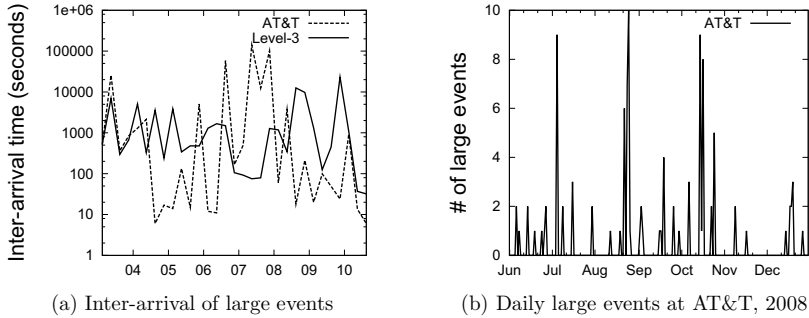 Inter-arrival time (seconds)
1e+06
100000
10000
1000
100
10
1
AT&T
Level-3
04 05 06 07 08 09 10
(a) Inter-arrival of large events
# of large events
10
8
6
4
2
0
AT&T
Jun Jul Aug Sep Oct Nov Dec
(b) Daily large events at AT&T, 2008